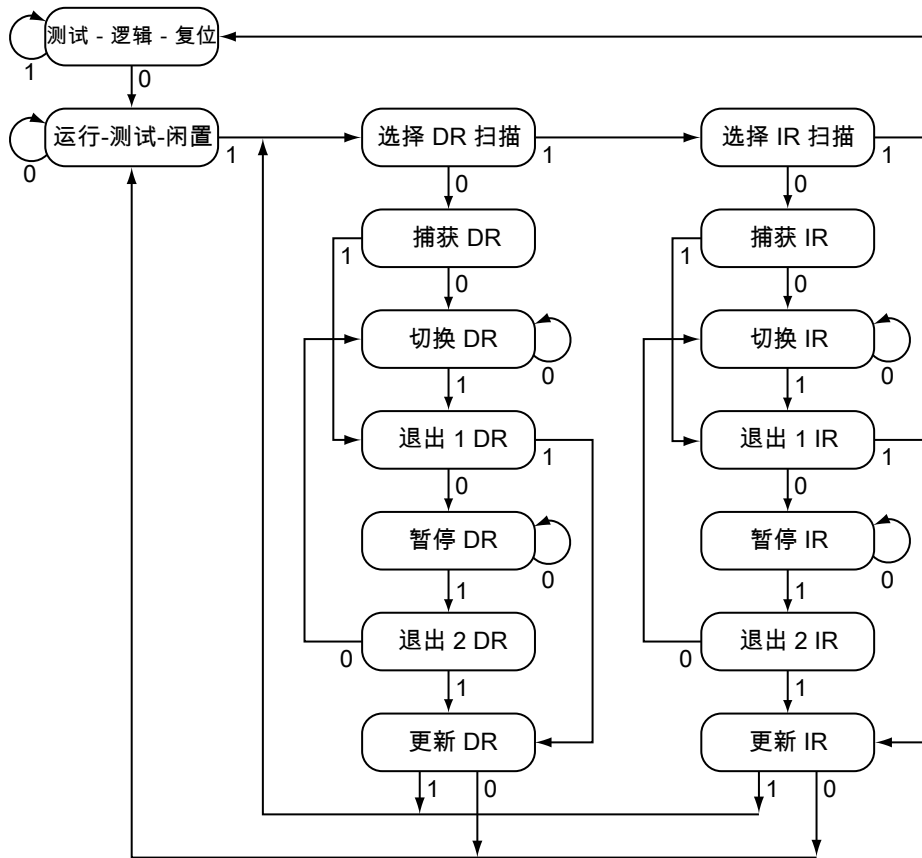 测试 - 逻辑 - 复位
1
0
运行-测试-闲置
0
1
选择 DR 扫描
1
选择 IR 扫描
1
0
0
捕获 DR
1
0
捕获 IR
1
0
切换 DR
0
1
切换 IR
0
1
退出 1 DR
1
0
退出 1 IR
1
0
暂停 DR
0
1
暂停 IR
0
1
退出 2 DR
0
1
退出 2 IR
0
1
更新 DR
1
0
更新 IR
1
0